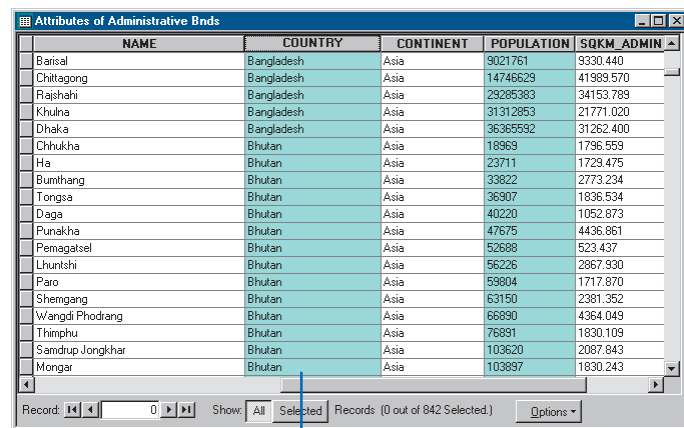 Attributes of Administrative Bnds
NAME COUNTRY CONTINENT POPULATION SQKM_ADMIN
Barisal Bangladesh Asia 9021761 9330.440
Chittagong Bangladesh Asia 14746629 41989.570
Rajshahi Bangladesh Asia 29285383 34153.789
Khulna Bangladesh Asia 31312853 21771.020
Dhaka Bangladesh Asia 36365592 31262.400
Chhukha Bhutan Asia 18969 1796.559
Ha Bhutan Asia 23711 1729.475
Bumthang Bhutan Asia 33822 2773.234
Tongsa Bhutan Asia 36907 1836.534
Daga Bhutan Asia 40220 1052.873
Punakha Bhutan Asia 47675 4436.861
Pemagatsel Bhutan Asia 52688 523.437
Lhuntshi Bhutan Asia 56226 2867.930
Paro Bhutan Asia 59804 1717.870
Shemgang Bhutan Asia 63150 2381.352
Wangdi Phodrang Bhutan Asia 66890 4364.049
Thimphu Bhutan Asia 76891 1830.109
Samdrup Jongkhar Bhutan Asia 103620 2087.843
Mongar Bhutan Asia 103897 1830.243
Record: 0 Show: All Selected Records (0 out of 842 Selected.) Options